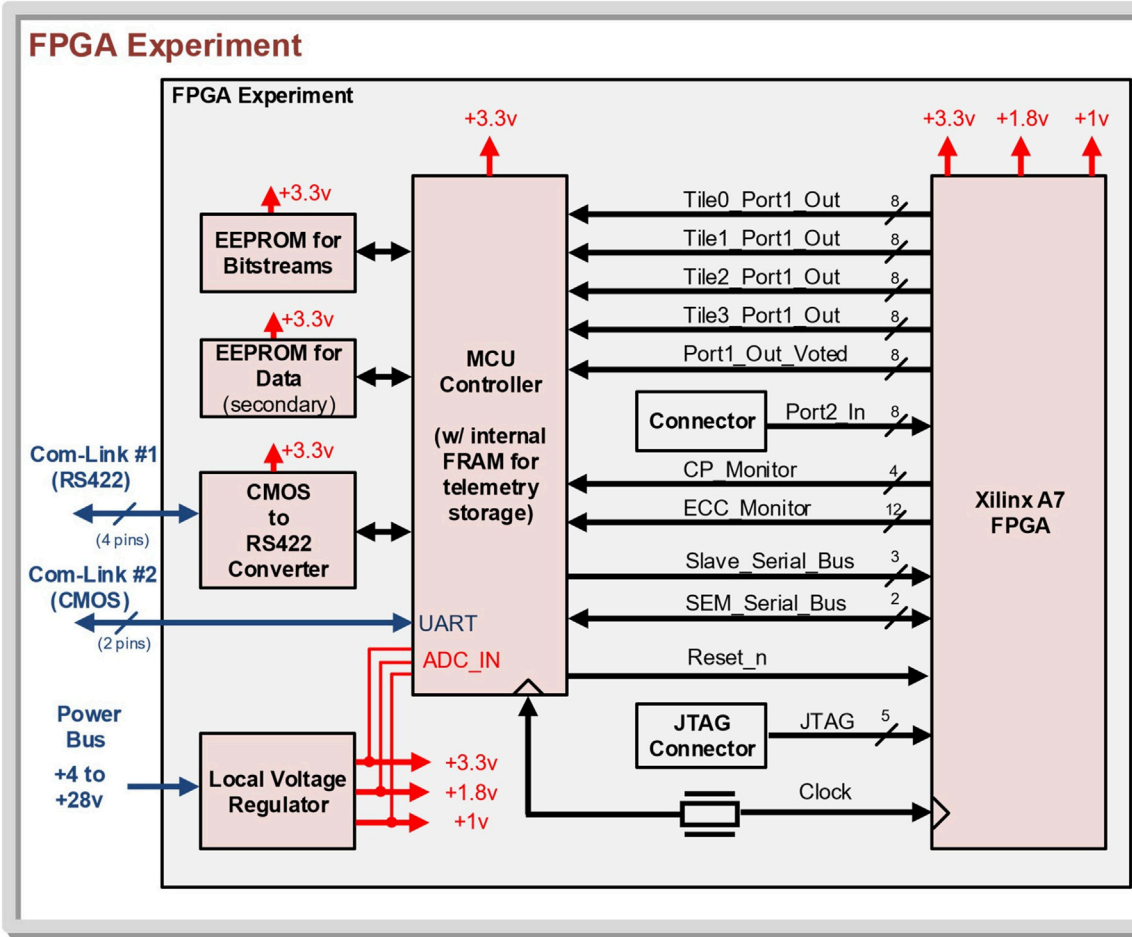 FPGA Experiment
FPGA Experiment
+3.3v
+3.3v
+1.8v
+1v
+3.3v
EEPROM for
Bitstreams
+3.3v
EEPROM for
Data
(secondary)
+3.3v
CMOS
to
RS422
Converter
Com-Link #1
(RS422)
(4 pins)
Com-Link #2
(CMOS)
(2 pins)
UART
ADC_IN
MCU
Controller
(w/ internal
FRAM for
telemetry
storage)
Power
Bus
+4 to
+28v
Local Voltage
Regulator
+3.3v
+1.8v
+1v
Tile0_Port1_Out
8
Tile1_Port1_Out
8
Tile2_Port1_Out
8
Tile3_Port1_Out
8
Port1_Out_Voted
8
Connector
Port2_In
8
CP_Monitor
4
ECC_Monitor
12
Slave_Serial_Bus
3
SEM_Serial_Bus
2
Reset_n
JTAG
Connector
JTAG
5
Clock
Xilinx A7
FPGA